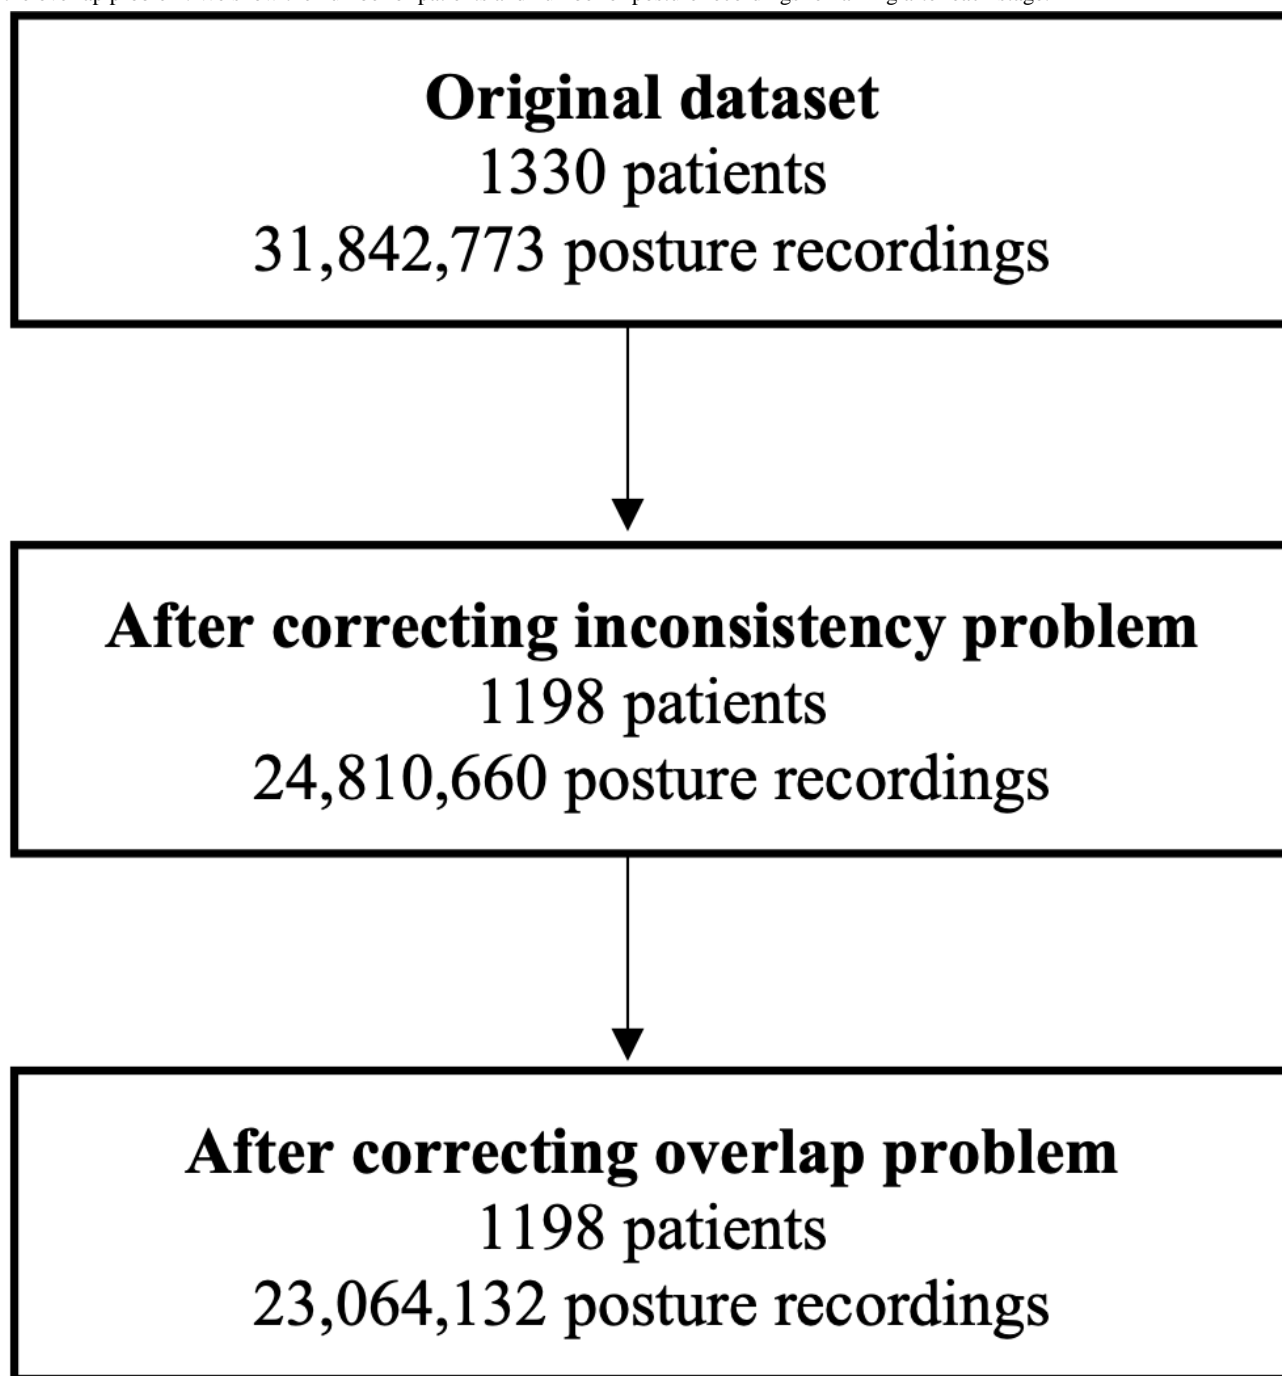 Original dataset
1330 patients
31,842,773 posture recordings
After correcting inconsistency problem
1198 patients
24,810,660 posture recordings
After correcting overlap problem
1198 patients
23,064,132 posture recordings